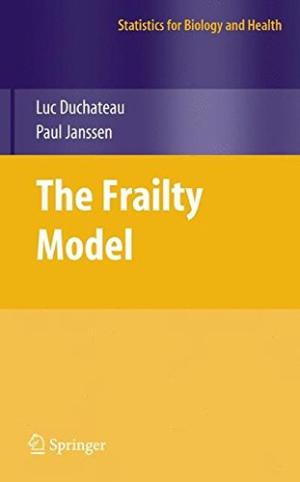 Statistics for Biology and Health
Luc Duchateau
Paul Janssen
The Frailty
Model
Springer